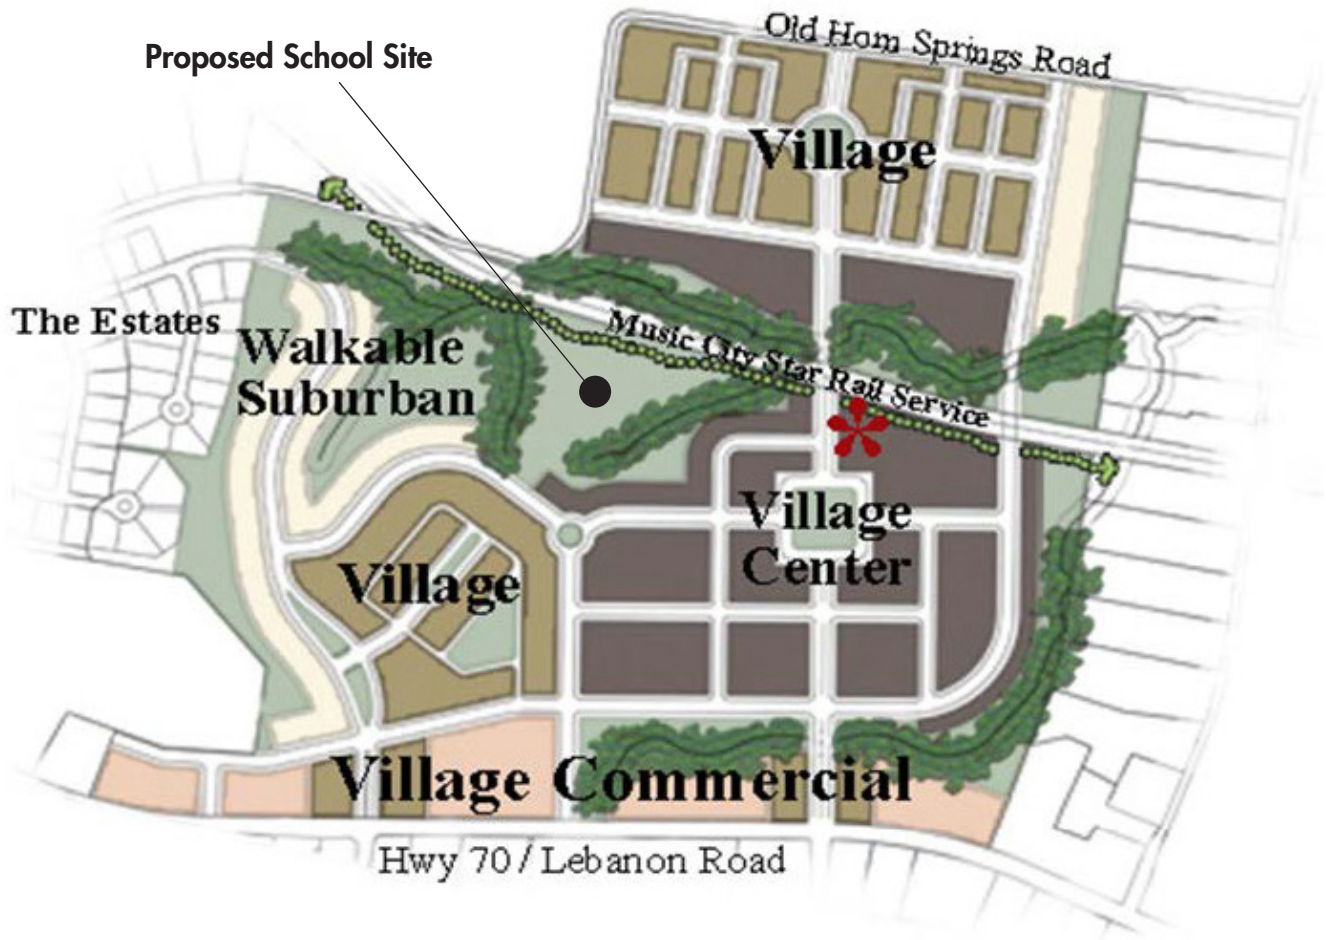 Old Hom Springs Road
Proposed School Site
Village
The Estates
Walkable
Suburban
Music City Star Rail Service
Village
Center
Village
Village Commercial
Hwy 70 / Lebanon Road